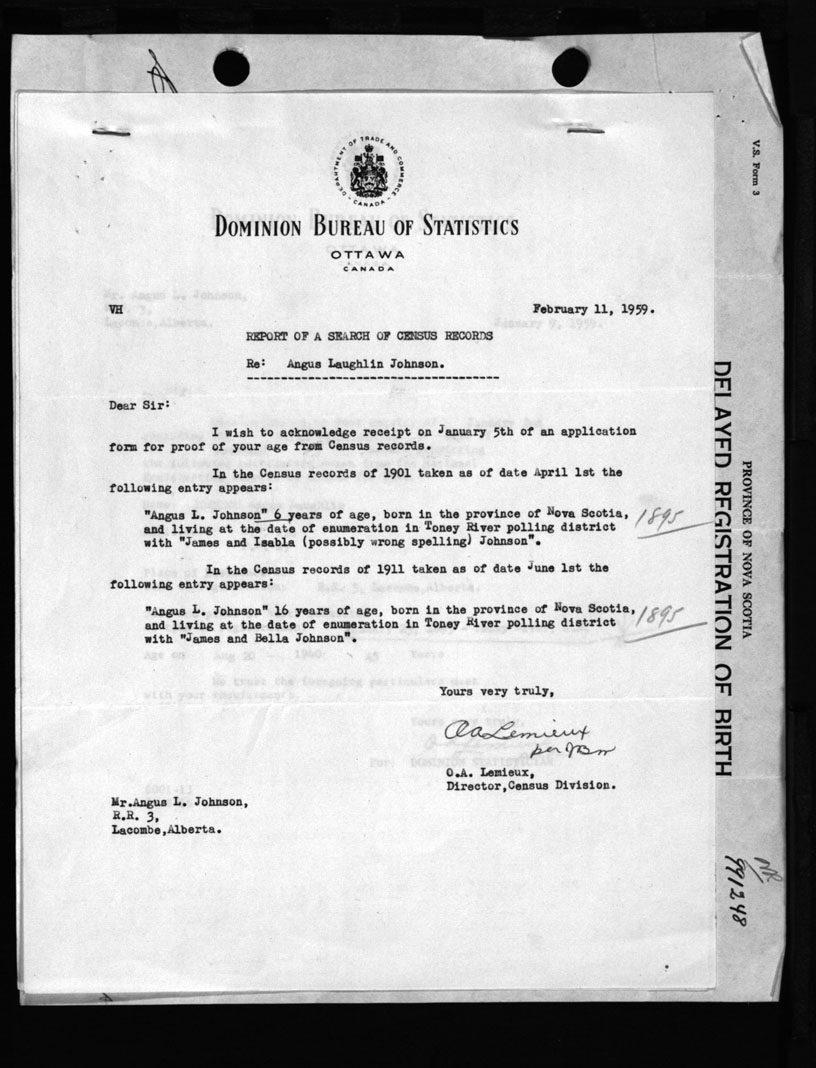 DEPARTMENT OF TRADE AND COMMERCE
CANADA
DOMINION BUREAU OF STATISTICS
OTTAWA
CANADA
VH February 11, 1959.
REPORT OF A SEARCH OF CENSUS RECORDS
Re: Angus Laughlin Johnson.
Dear Sir:
I wish to acknowledge receipt on January 5th of an application
form for proof of your age from Census records.
In the Census records of 1901 taken as of date April 1st the
following entry appears:
"Angus L. Johnson" 6 years of age, born in the province of Nova Scotia,
and living at the date of enumeration in Toney River polling district
with "James and Isabla (possibly wrong spelling) Johnson".
1895
In the Census records of 1911 taken as of date June 1st the
following entry appears:
"Angus L. Johnson" 16 years of age, born in the province of Nova Scotia,
and living at the date of enumeration in Toney River polling district
with "James and Bella Johnson".
1895
Yours very truly,
OA Lemieux
per
O.A. Lemieux,
Director,Census Division.
Mr.Angus L. Johnson,
R.R. 3,
Lacombe,Alberta.
V.S. Form 3
PROVINCE OF NOVA SCOTIA
DELAYED REGISTRATION OF BIRTH